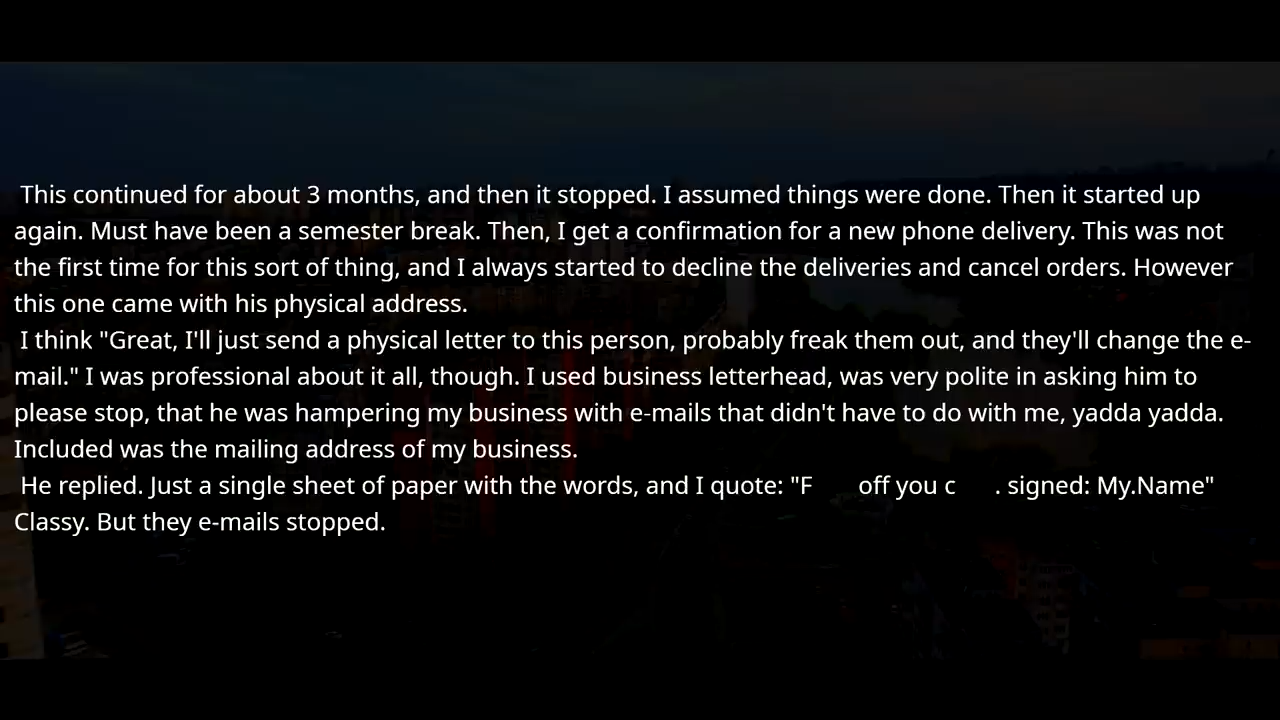 This continued for about 3 months, and then it stopped. I assumed things were done. Then it started up
again. Must have been a semester break. Then, I get a confirmation for a new phone delivery. This was not
the first time for this sort of thing, and I always started to decline the deliveries and cancel orders. However
this one came with his physical address.
I think "Great, I'll just send a physical letter to this person, probably freak them out, and they'll change the e-
mail." I was professional about it all, though. I used business letterhead, was very polite in asking him to
please stop, that he was hampering my business with e-mails that didn't have to do with me, yadda yadda.
Included was the mailing address of my business.
He replied. Just a single sheet of paper with the words, and I quote: "F off you c . signed: My.Name"
Classy. But they e-mails stopped.